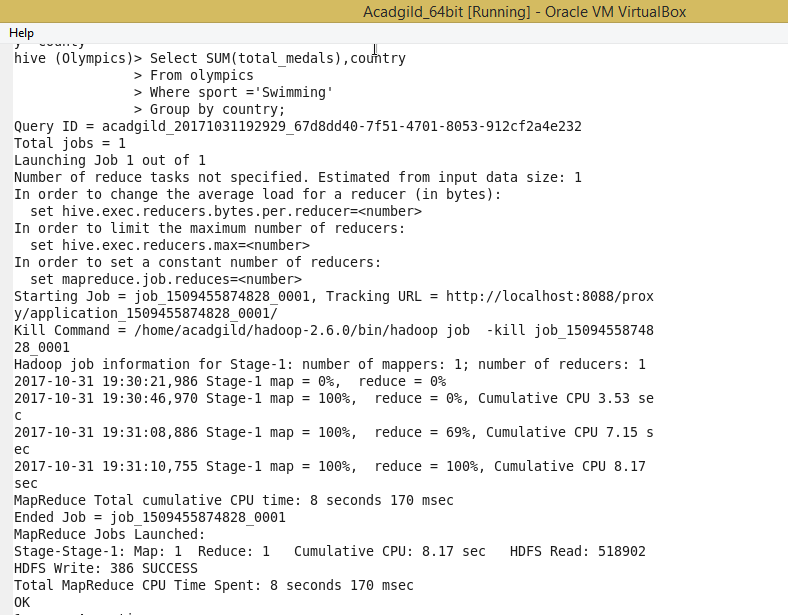 Acadgild_64bit [Running] - Oracle VM VirtualBox
Help
hive (Olympics)> Select SUM(total_medals),country
> From olympics
> Where sport ='Swimming'
> Group by country;
Query ID = acadgild_20171031192929_67d8dd40-7f51-4701-8053-912cf2a4e232
Total jobs = 1
Launching Job 1 out of 1
Number of reduce tasks not specified. Estimated from input data size: 1
In order to change the average load for a reducer (in bytes):
set hive.exec.reducers.bytes.per.reducer=<number>
In order to limit the maximum number of reducers:
set hive.exec.reducers.max=<number>
In order to set a constant number of reducers:
set mapreduce.job.reduces=<number>
Starting Job = job_1509455874828_0001, Tracking URL = http://localhost:8088/prox
y/application_1509455874828_0001/
Kill Command = /home/acadgild/hadoop-2.6.0/bin/hadoop job  -kill job_15094558748
28_0001
Hadoop job information for Stage-1: number of mappers: 1; number of reducers: 1
2017-10-31 19:30:21,986 Stage-1 map = 0%,  reduce = 0%
2017-10-31 19:30:46,970 Stage-1 map = 100%,  reduce = 0%, Cumulative CPU 3.53 se
c
2017-10-31 19:31:08,886 Stage-1 map = 100%,  reduce = 69%, Cumulative CPU 7.15 s
ec
2017-10-31 19:31:10,755 Stage-1 map = 100%,  reduce = 100%, Cumulative CPU 8.17
sec
MapReduce Total cumulative CPU time: 8 seconds 170 msec
Ended Job = job_1509455874828_0001
MapReduce Jobs Launched:
Stage-Stage-1: Map: 1  Reduce: 1   Cumulative CPU: 8.17 sec   HDFS Read: 518902
HDFS Write: 386 SUCCESS
Total MapReduce CPU Time Spent: 8 seconds 170 msec
OK